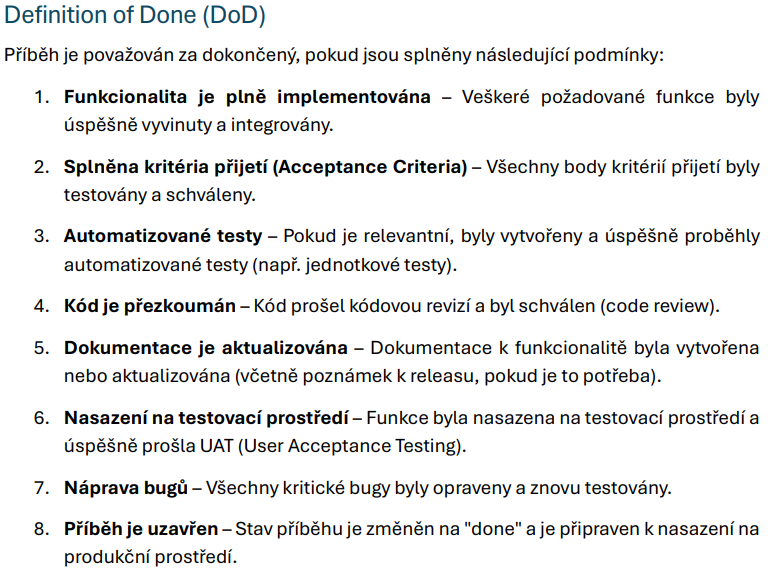 Definition of Done (DoD)
Příběh je považován za dokončený, pokud jsou splněny následující podmínky:
1. Funkcionalita je plně implementována – Veškeré požadované funkce byly
úspěšně vyvinuty a integrovány.
2. Splněna kritéria přijetí (Acceptance Criteria) – Všechny body kritérií přijetí byly
testovány a schváleny.
3. Automatizované testy – Pokud je relevantní, byly vytvořeny a úspěšně proběhly
automatizované testy (např. jednotkové testy).
4. Kód je přezkoumán – Kód prošel kódovou revizí a byl schválen (code review).
5. Dokumentace je aktualizována – Dokumentace k funkcionalitě byla vytvořena
nebo aktualizována (včetně poznámek k releasu, pokud je to potřeba).
6. Nasazení na testovací prostředí – Funkce byla nasazena na testovací prostředí a
úspěšně prošla UAT (User Acceptance Testing).
7. Náprava bugů – Všechny kritické bugy byly opraveny a znovu testovány.
8. Příběh je uzavřen – Stav příběhu je změněn na "done" a je připraven k nasazení na
produkční prostředí.